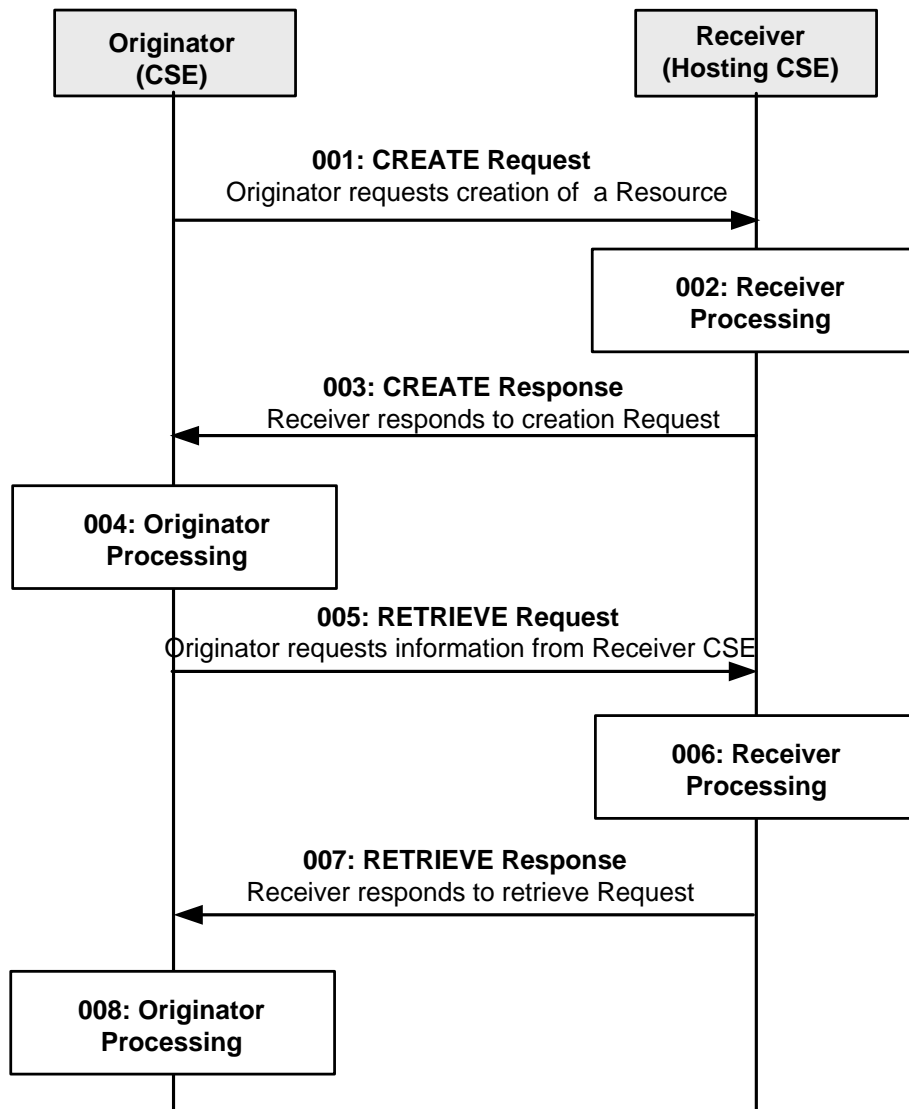 Originator
(CSE)
Receiver
(Hosting CSE)
001: CREATE Request
Originator requests creation of a Resource
002: Receiver
Processing
003: CREATE Response
Receiver responds to creation Request
004: Originator
Processing
005: RETRIEVE Request
Originator requests information from Receiver CSE
006: Receiver
Processing
007: RETRIEVE Response
Receiver responds to retrieve Request
008: Originator
Processing